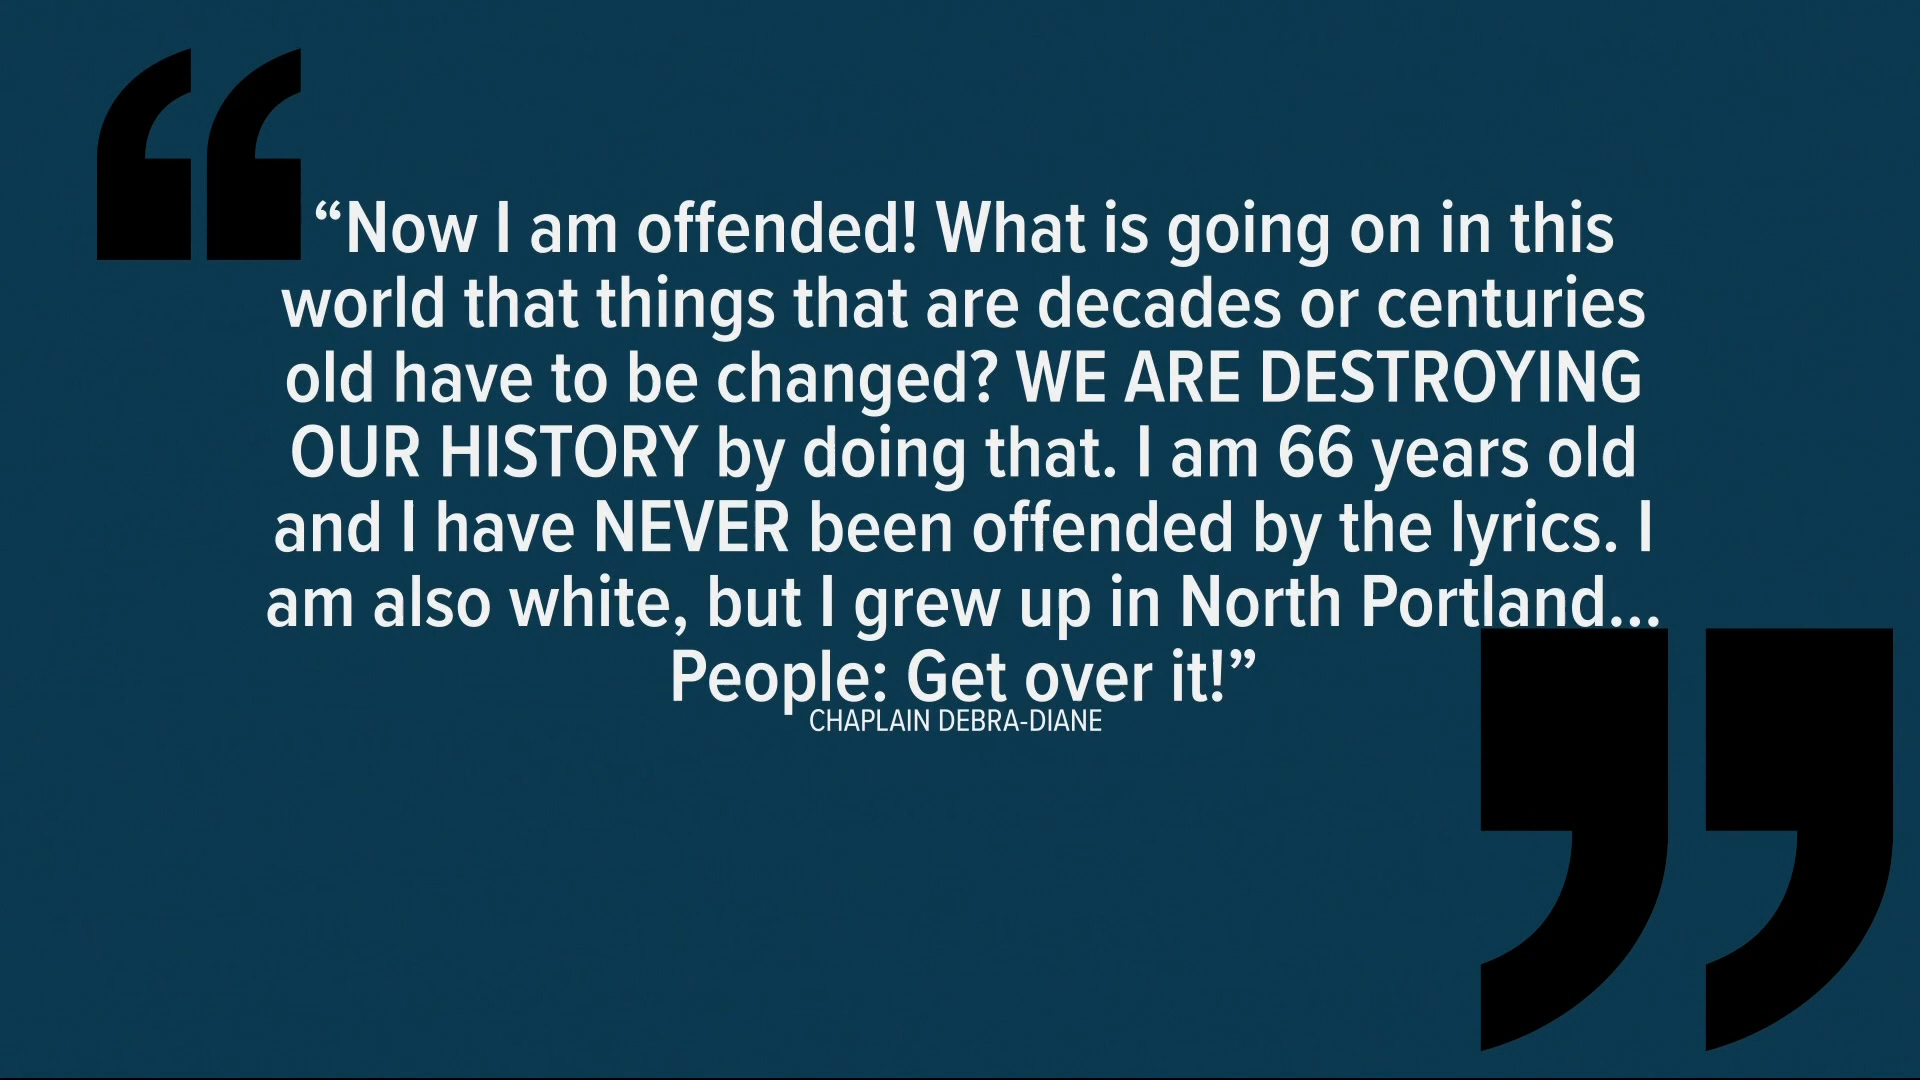 “Now I am offended! What is going on in this
world that things that are decades or centuries
old have to be changed? WE ARE DESTROYING
OUR HISTORY by doing that. I am 66 years old
and I have NEVER been offended by the lyrics. I
am also white, but I grew up in North Portland...
People: Get over it!”
CHAPLAIN DEBRA-DIANE